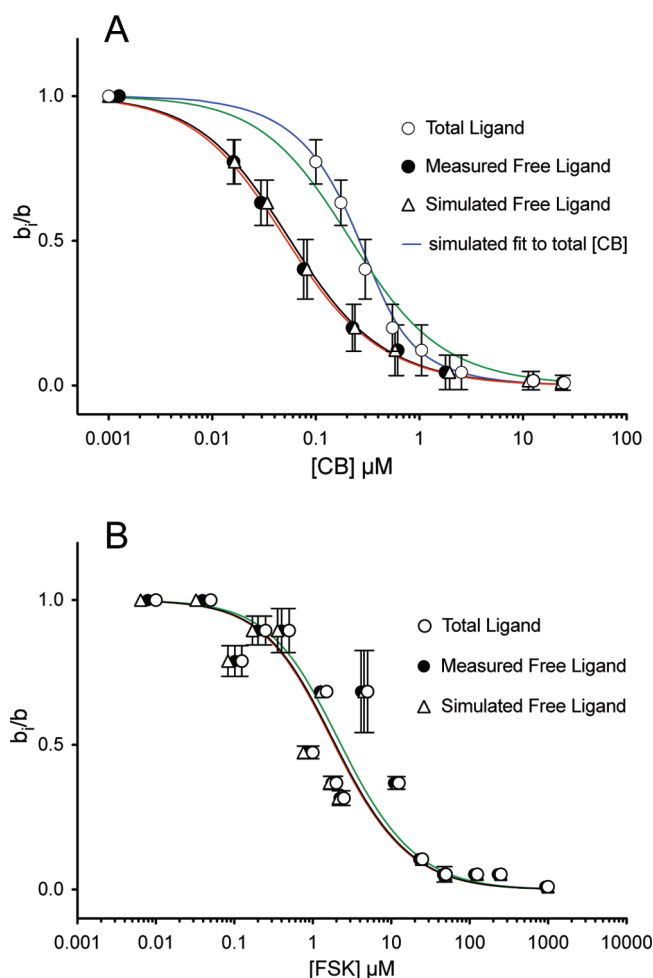 A
1.0
0.5
0.0
bi/b
Total Ligand
Measured Free Ligand
Simulated Free Ligand
simulated fit to total [CB]
0.001
0.01
0.1
1
10
100
[CB] µM
B
1.0
0.5
0.0
bi/b
Total Ligand
Measured Free Ligand
Simulated Free Ligand
0.001
0.01
0.1
1
10
100
1000
10000
[FSK] µM